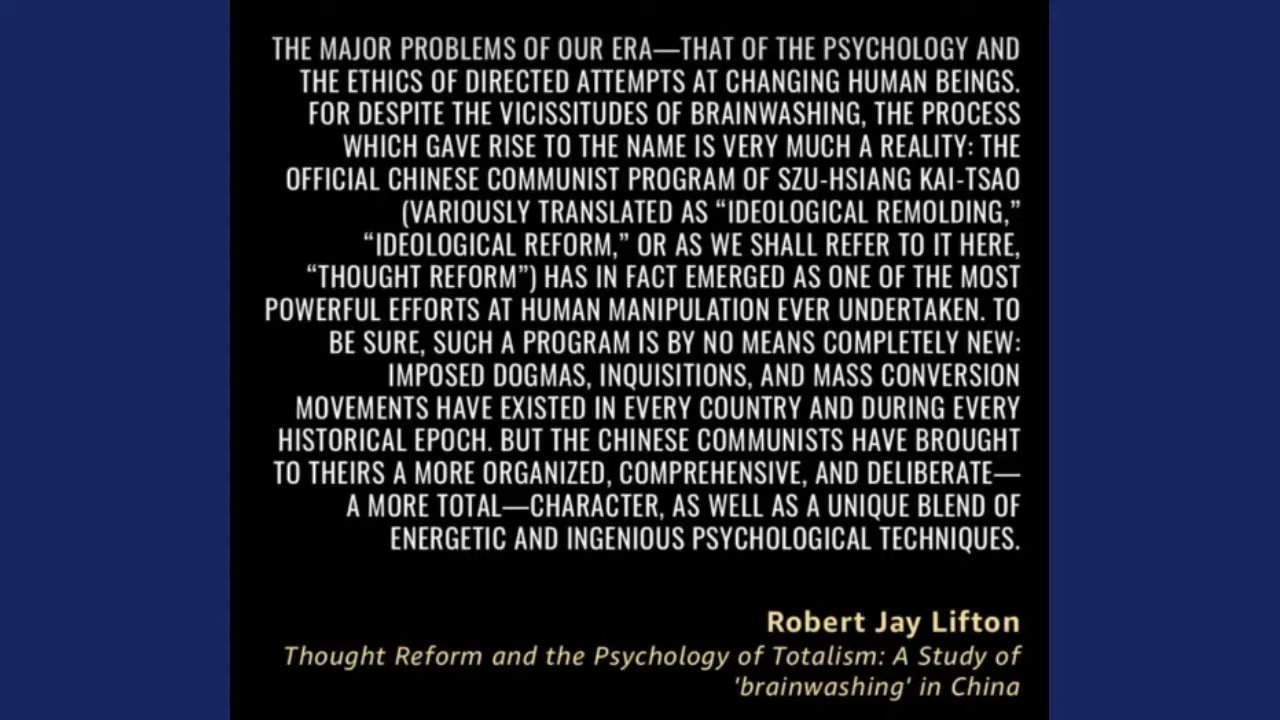 THE MAJOR PROBLEMS OF OUR ERA—THAT OF THE PSYCHOLOGY AND
THE ETHICS OF DIRECTED ATTEMPTS AT CHANGING HUMAN BEINGS.
FOR DESPITE THE VICISSITUDES OF BRAINWASHING, THE PROCESS
WHICH GAVE RISE TO THE NAME IS VERY MUCH A REALITY: THE
OFFICIAL CHINESE COMMUNIST PROGRAM OF SZU-HSIANG KAI-TSAO
(VARIOUSLY TRANSLATED AS “IDEOLOGICAL REMOLDING,”
“IDEOLOGICAL REFORM,” OR AS WE SHALL REFER TO IT HERE,
“THOUGHT REFORM”) HAS IN FACT EMERGED AS ONE OF THE MOST
POWERFUL EFFORTS AT HUMAN MANIPULATION EVER UNDERTAKEN. TO
BE SURE, SUCH A PROGRAM IS BY NO MEANS COMPLETELY NEW:
IMPOSED DOGMAS, INQUISITIONS, AND MASS CONVERSION
MOVEMENTS HAVE EXISTED IN EVERY COUNTRY AND DURING EVERY
HISTORICAL EPOCH. BUT THE CHINESE COMMUNISTS HAVE BROUGHT
TO THEIRS A MORE ORGANIZED, COMPREHENSIVE, AND DELIBERATE—
A MORE TOTAL—CHARACTER, AS WELL AS A UNIQUE BLEND OF
ENERGETIC AND INGENIOUS PSYCHOLOGICAL TECHNIQUES.
Robert Jay Lifton
Thought Reform and the Psychology of Totalism: A Study of
'brainwashing' in China